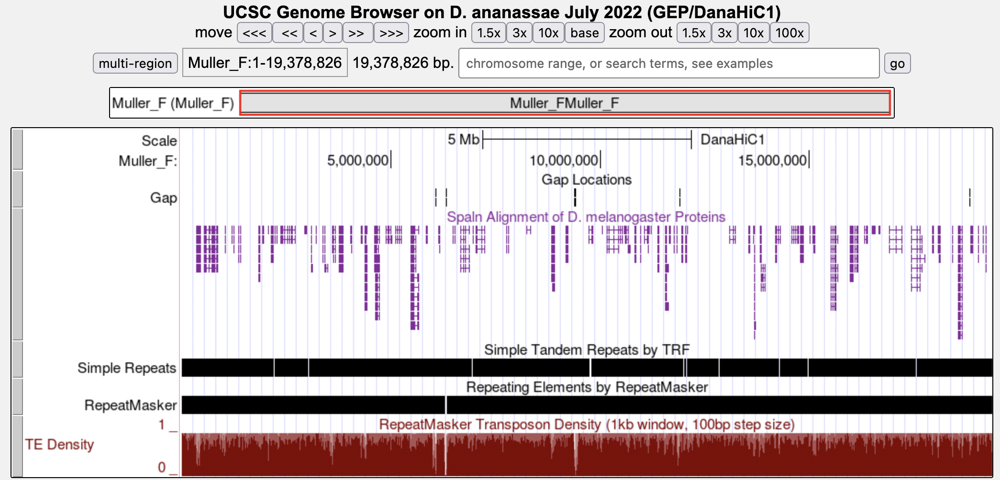 UCSC Genome Browser on D. ananassae July 2022 (GEP/DanaHiC1)
move <<< << < > >> >>> zoom in 1.5x 3x 10x base zoom out 1.5x 3x 10x 100x
multi-region Muller_F:1-19,378,826 19,378,826 bp. chromosome range, or search terms, see examples go
Muller_F (Muller_F) Muller_FMuller_F
Scale 5 Mb DanaHiC1
Muller_F: 5,000,000 10,000,000 15,000,000
Gap Locations
Gap
Spaln Alignment of D. melanogaster Proteins
Simple Tandem Repeats by TRF
Simple Repeats
Repeating Elements by RepeatMasker
RepeatMasker
1 _ RepeatMasker Transposon Density (1kb window, 100bp step size)
TE Density
0 _